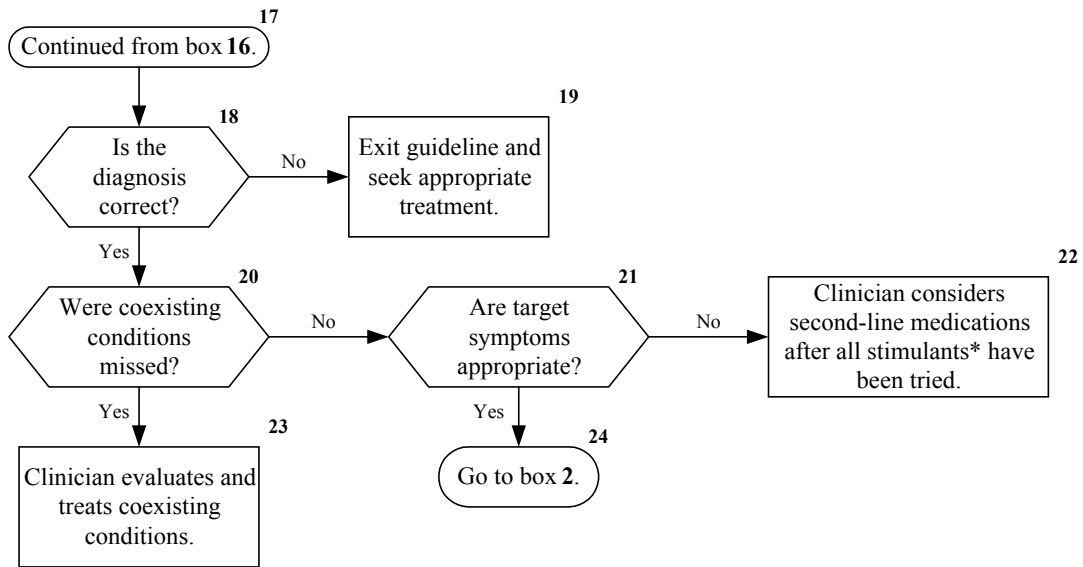 17
Continued from box 16.
18
Is the
diagnosis
correct?
No
19
Exit guideline and
seek appropriate
treatment.
Yes
20
Were coexisting
conditions
missed?
No
21
Are target
symptoms
appropriate?
No
22
Clinician considers
second-line medications
after all stimulants* have
been tried.
Yes
23
Clinician evaluates and
treats coexisting
conditions.
Yes
24
Go to box 2.